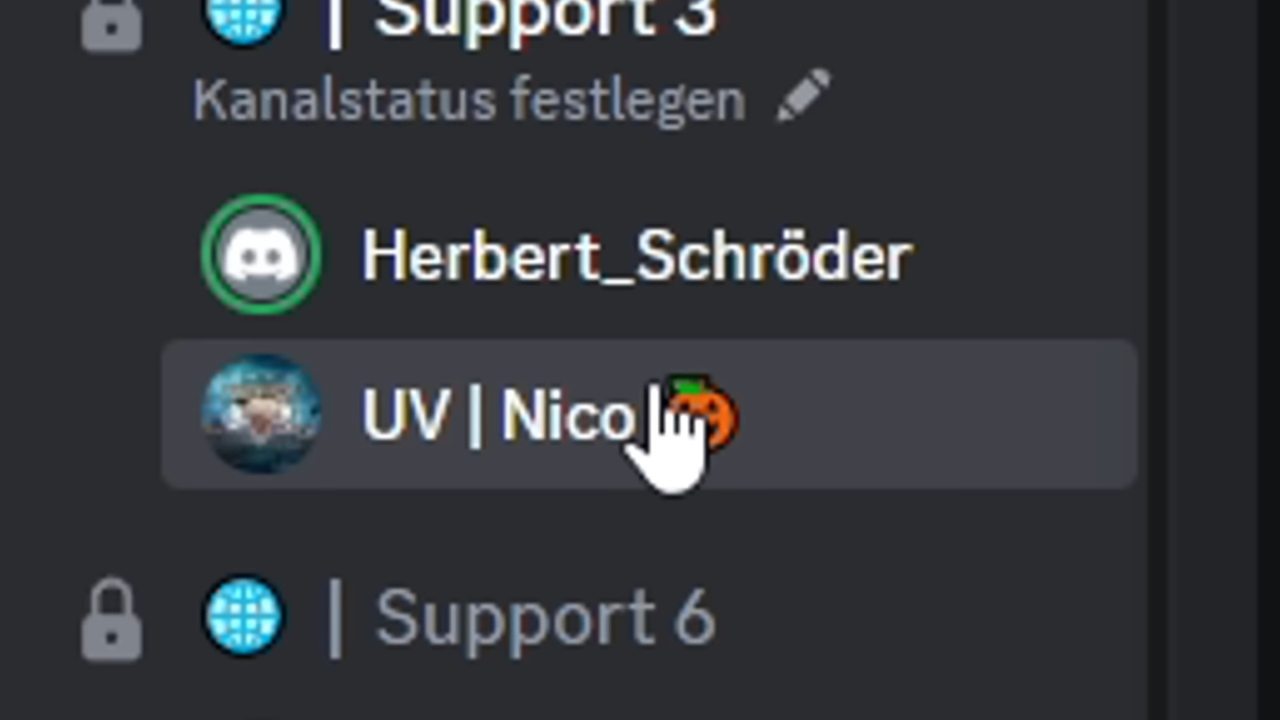 | Support 3
Kanalstatus festlegen
Herbert_Schröder
UV | Nico
| Support 6